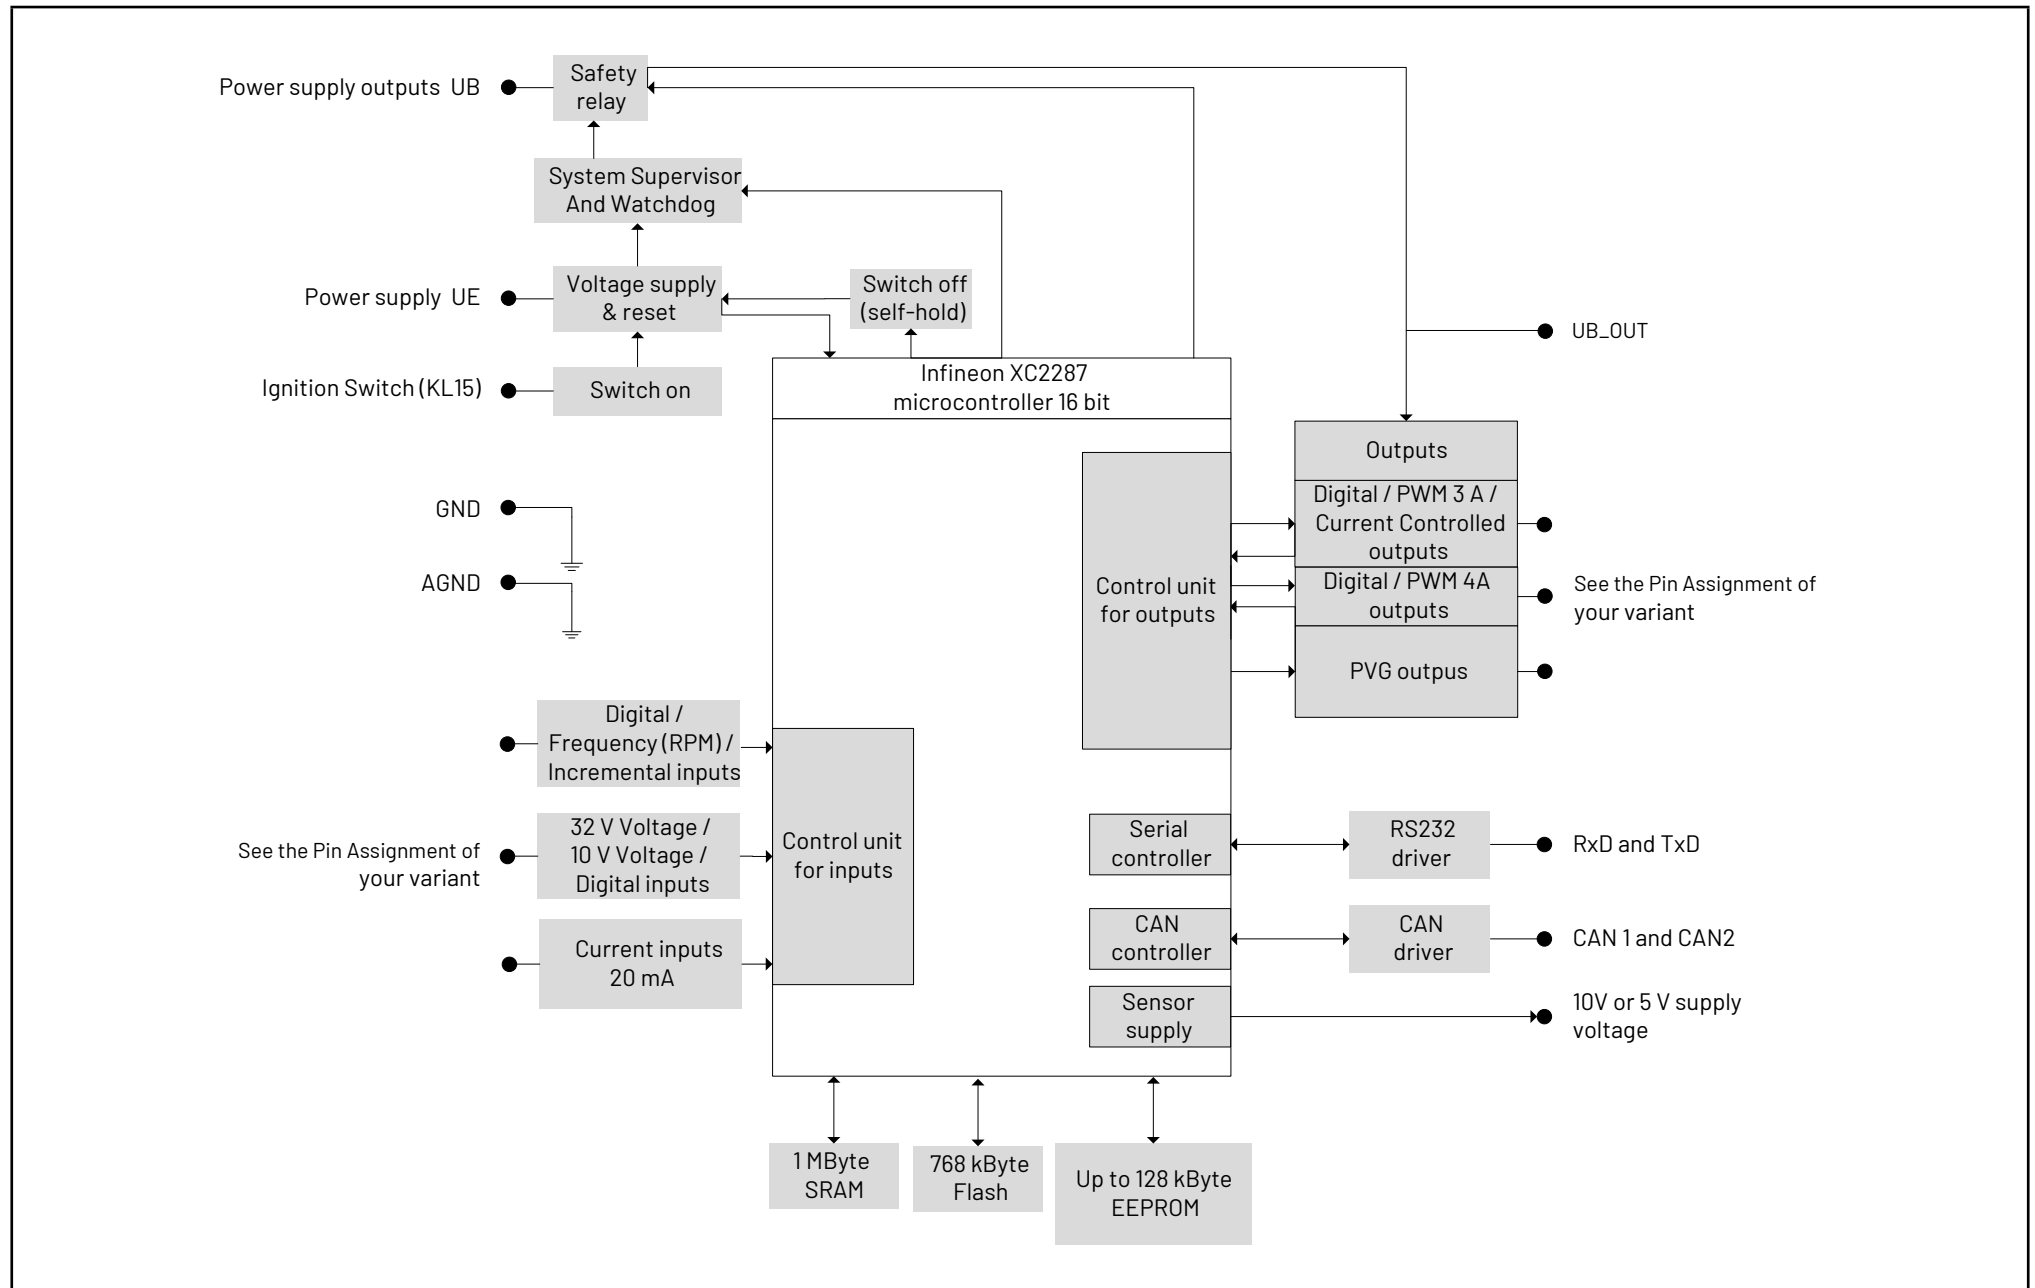 Power supply outputs  UB
Safety
relay
System Supervisor
And Watchdog
Power supply  UE
Voltage supply
& reset
Switch off
(self-hold)
UB_OUT
Ignition Switch (KL15)
Switch on
Infineon XC2287
microcontroller 16 bit
Outputs
GND
Digital / PWM 3 A /
Current Controlled
outputs
AGND
Control unit
for outputs
Digital / PWM 4A
outputs
See the Pin Assignment of
your variant
PVG outpus
Digital /
Frequency (RPM) /
Incremental inputs
See the Pin Assignment of
your variant
32 V Voltage /
10 V Voltage /
Digital inputs
Control unit
for inputs
Current inputs
20 mA
Serial
controller
RS232
driver
RxD and TxD
CAN
controller
CAN
driver
CAN 1 and CAN2
Sensor
supply
10V or 5 V supply
voltage
1 MByte
SRAM
768 kByte
Flash
Up to 128 kByte
EEPROM